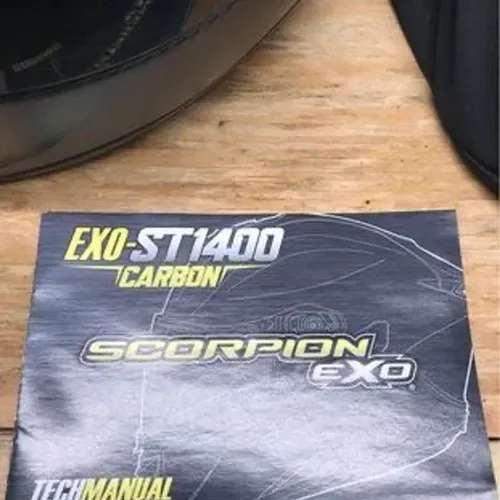 EXO-ST1400
CARBON
SCORPION
EXO
TECHMANUAL